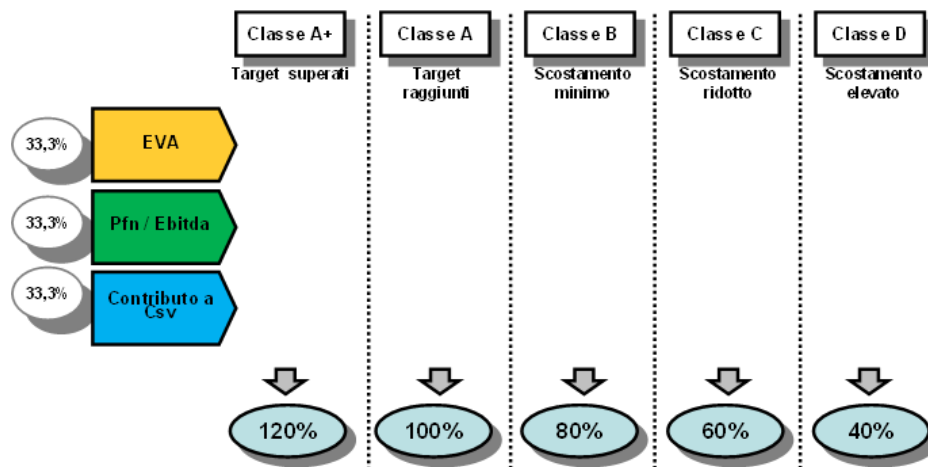 Classe A+
Classe A
Classe B
Classe C
Classe D
Target superati
Target
raggiunti
Scostamento
minimo
Scostamento
ridotto
Scostamento
elevato
33,3%
EVA
33,3%
Pfn / Ebitda
33,3%
Contributo a
Csv
120%
100%
80%
60%
40%